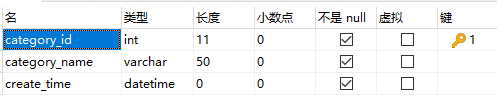 名 类型 长度 小数点 不是 null 虚拟 键
category_id int 11 0 1
category_name varchar 50 0
create_time datetime 0 0